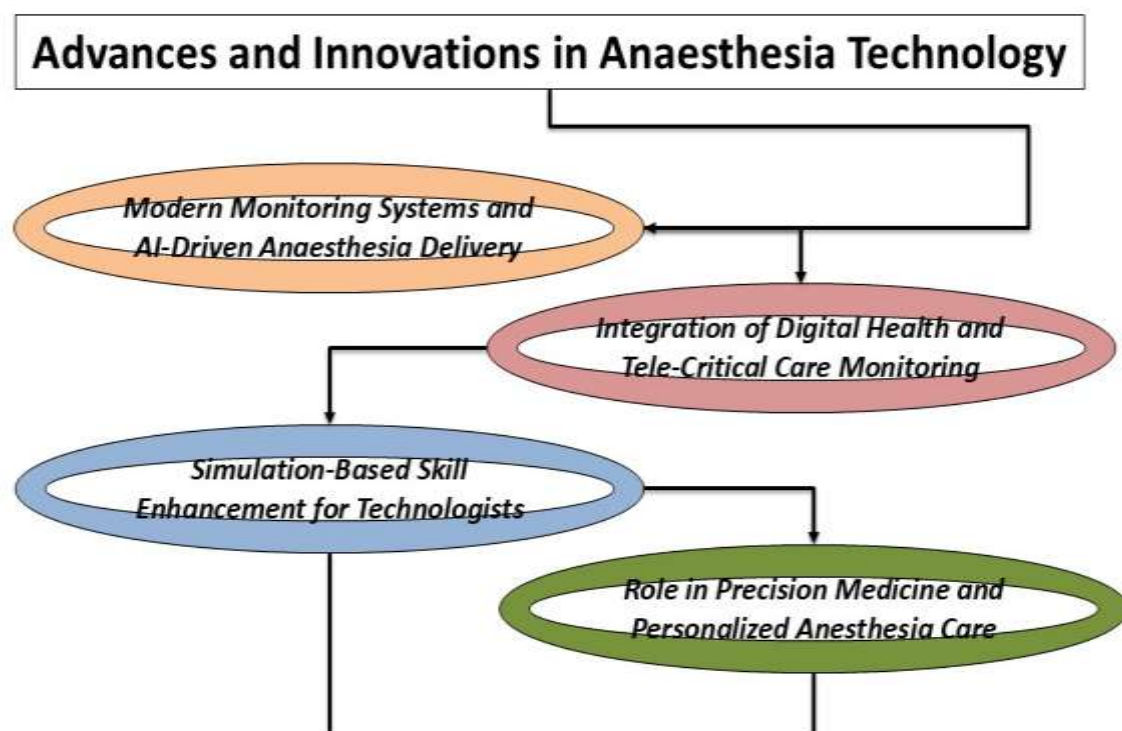 Advances and Innovations in Anaesthesia Technology
Modern Monitoring Systems and
AI-Driven Anaesthesia Delivery
Integration of Digital Health and
Tele-Critical Care Monitoring
Simulation-Based Skill
Enhancement for Technologists
Role in Precision Medicine and
Personalized Anesthesia Care